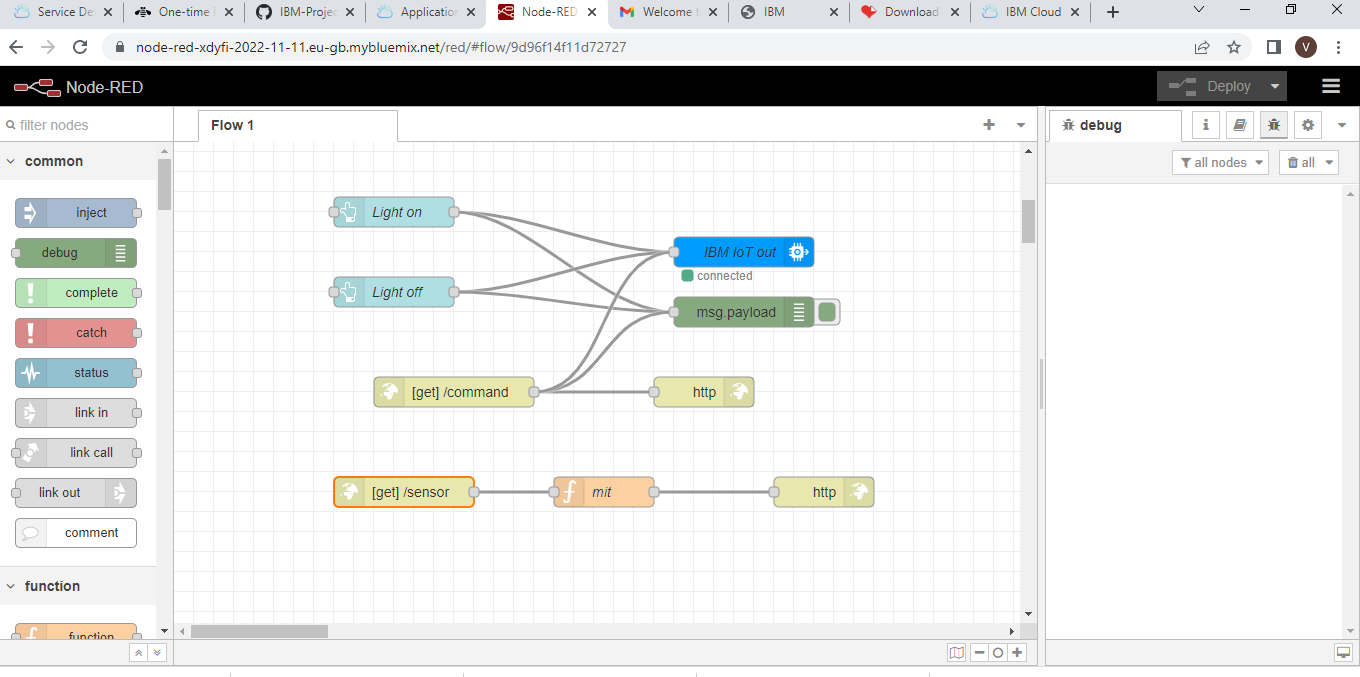 Service De
One-time
IBM-Projec
Application
Node-RED
Welcome t
IBM
Download
IBM Cloud
node-red-xdyfi-2022-11-11.eu-gb.mybluemix.net/red/#flow/9d96f14f11d72727
V
Node-RED
Deploy
filter nodes
Flow 1
debug
i
common
all nodes
all
inject
debug
complete
catch
status
link in
link call
link out
comment
function
function
Light on
IBM IoT out
connected
Light off
msg.payload
[get] /command
http
[get] /sensor
f
mit
http